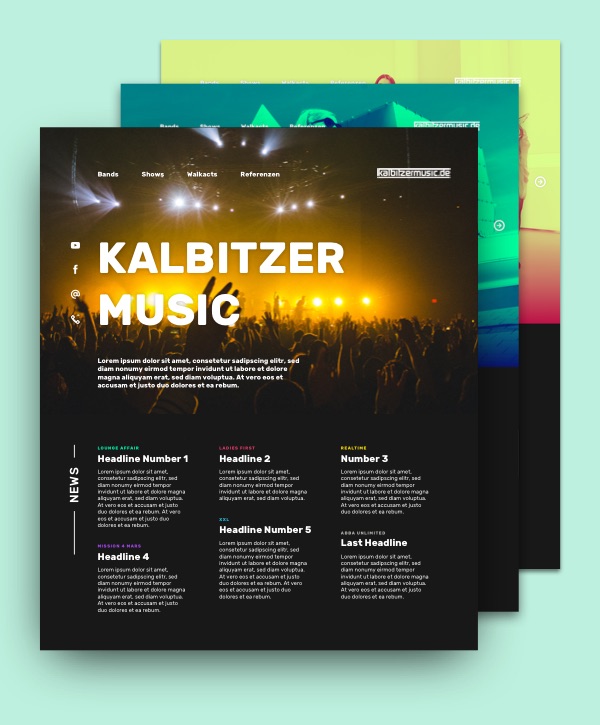 Bands Shows Walkacts Referenzen kalbitzermusic.de
Bands Shows Walkacts Referenzen kalbitzermusic.de
Bands Shows Walkacts Referenzen kalbitzermusic.de
KALBITZER
MUSIC
Lorem ipsum dolor sit amet, consetetur sadipscing elitr, sed
diam nonumy eirmod tempor invidunt ut labore et dolore
magna aliquyam erat, sed diam voluptua. At vero eos et
accusam et justo duo dolores et ea rebum.
NEWS
LOUNGE AFFAIR
Headline Number 1
Lorem ipsum dolor sit amet,
consetetur sadipscing elitr, sed
diam nonumy eirmod tempor
invidunt ut labore et dolore magna
aliquyam erat, sed diam voluptua.
At vero eos et accusam et justo
duo dolores et ea rebum. At vero
eos et accusam et justo duo
dolores et ea rebum.
MISSION 4 MARS
Headline 4
Lorem ipsum dolor sit amet,
consetetur sadipscing elitr, sed
diam nonumy eirmod tempor
invidunt ut labore et dolore magna
aliquyam erat, sed diam voluptua.
At vero eos et accusam et justo
duo dolores et ea rebum.
LADIES FIRST
Headline 2
Lorem ipsum dolor sit amet,
consetetur sadipscing elitr, sed
diam nonumy eirmod tempor
invidunt ut labore et dolore magna
aliquyam erat, sed diam voluptua.
XXL
Headline Number 5
Lorem ipsum dolor sit amet,
consetetur sadipscing elitr, sed
diam nonumy eirmod tempor
invidunt ut labore et dolore magna
aliquyam erat, sed diam voluptua.
At vero eos et accusam et justo
duo dolores et ea rebum. At vero
eos et accusam et justo duo
dolores et ea rebum.
REALTIME
Number 3
Lorem ipsum dolor sit amet,
consetetur sadipscing elitr, sed
diam nonumy eirmod tempor
invidunt ut labore et dolore magna
aliquyam erat, sed diam voluptua.
At vero eos et accusam et justo
duo dolores et ea rebum.
ABBA UNLIMITED
Last Headline
Lorem ipsum dolor sit amet,
consetetur sadipscing elitr, sed
diam nonumy eirmod tempor
invidunt ut labore et dolore magna
aliquyam erat, sed diam voluptua.
At vero eos et accusam et justo
duo dolores et ea rebum.